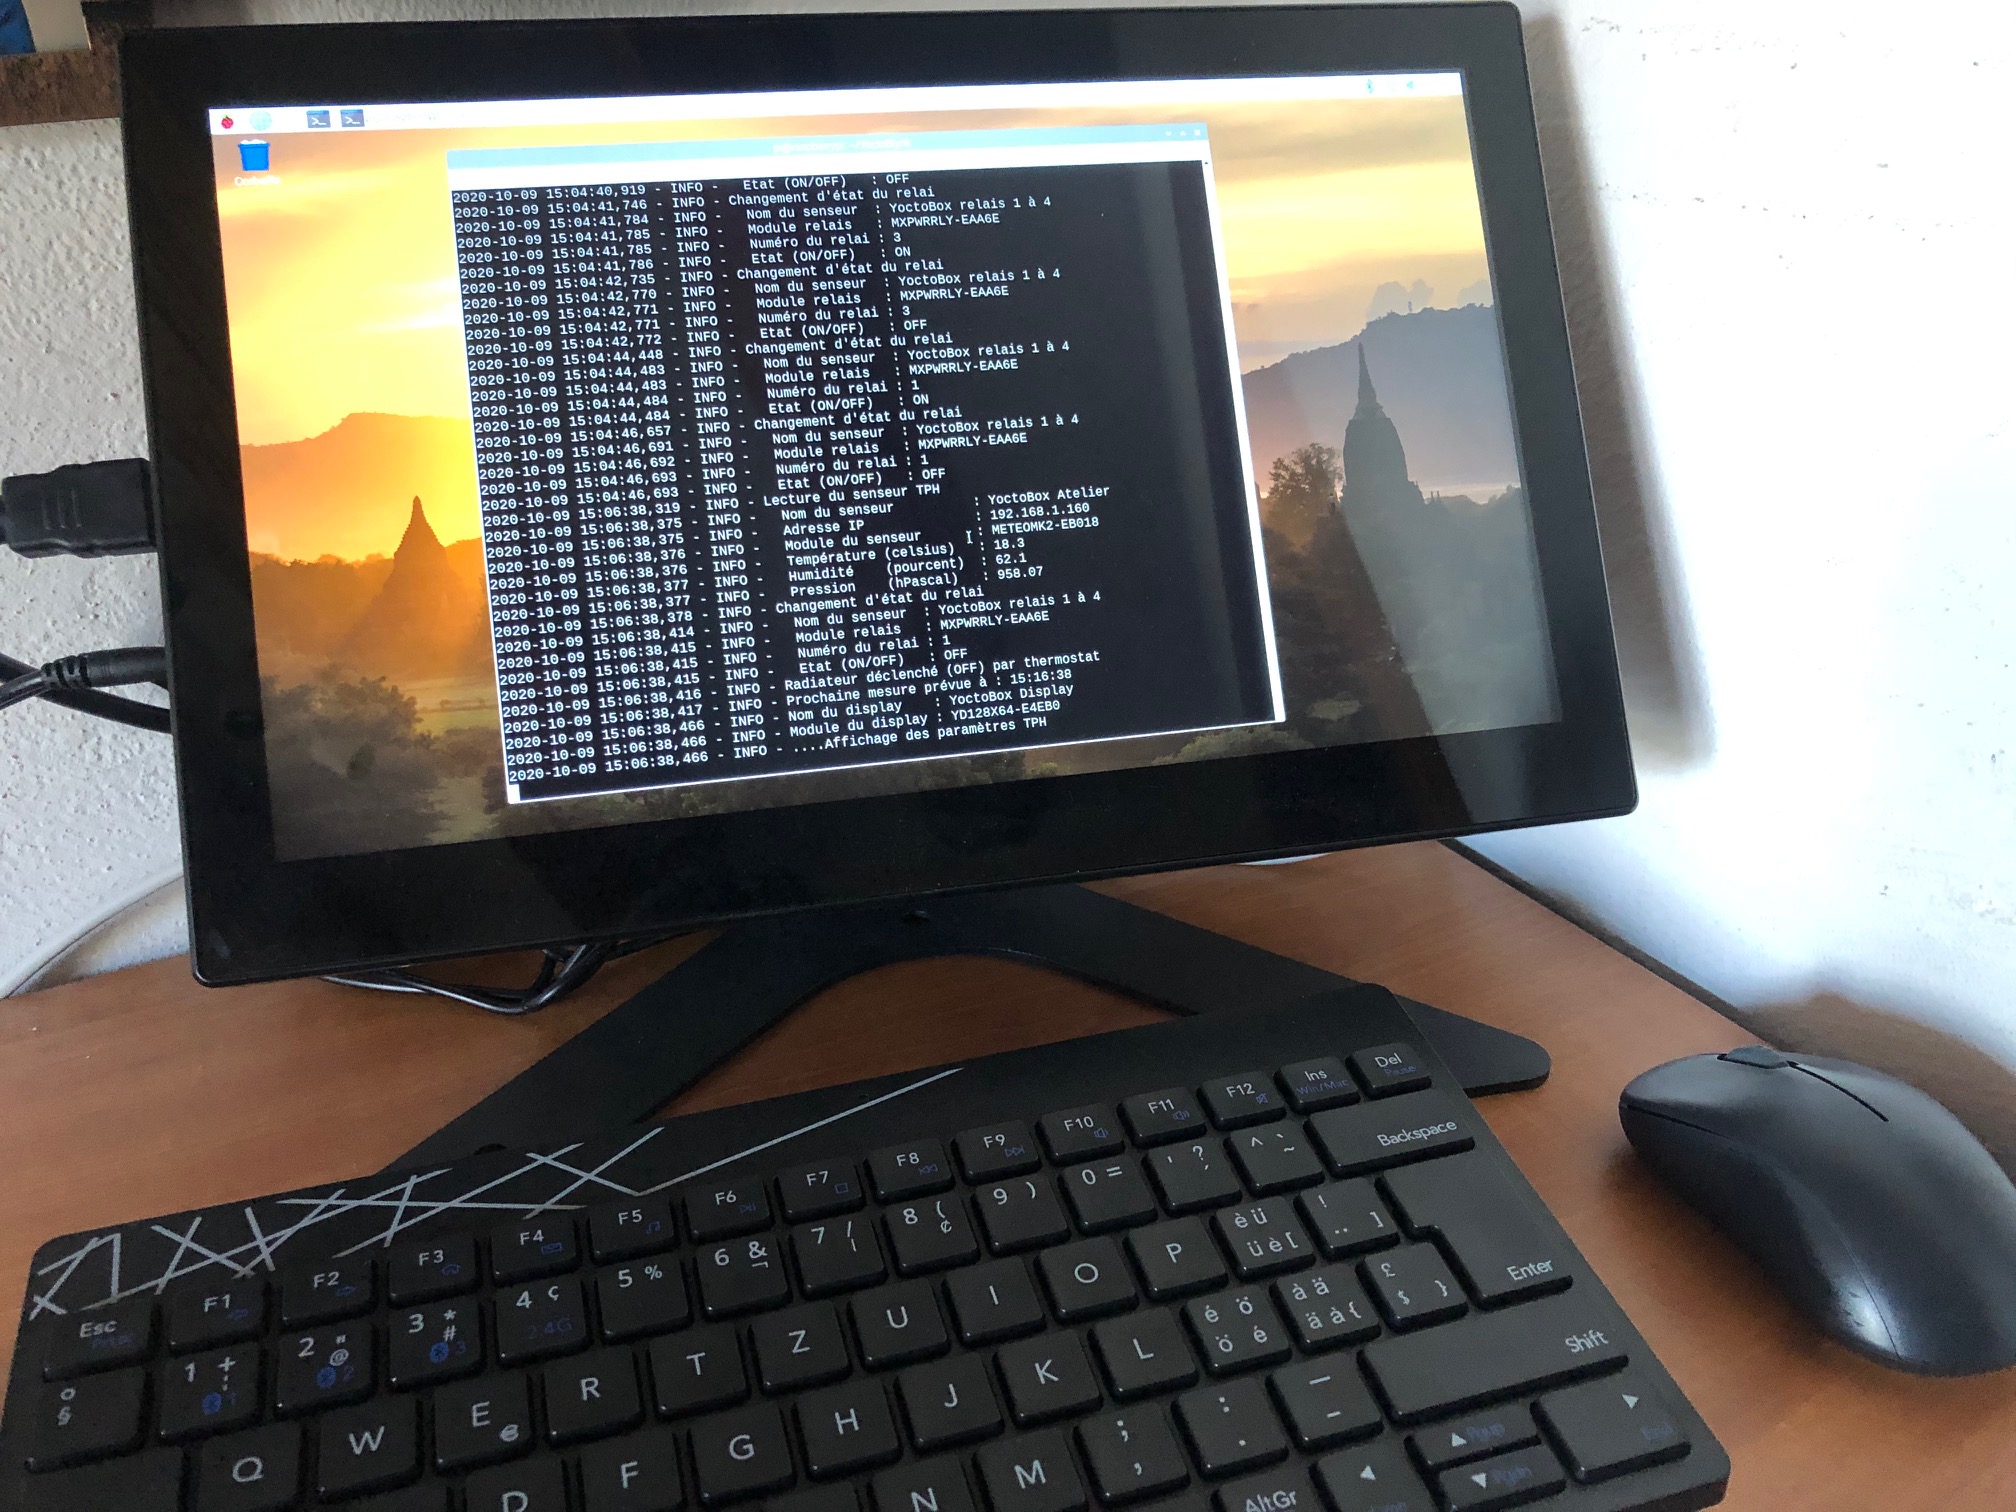 2020-10-09 15:04:40,919 - INFO -   Etat (ON/OFF)   : OFF
2020-10-09 15:04:41,746 - INFO - Changement d'état du relai
2020-10-09 15:04:41,784 - INFO -   Nom du senseur  : YoctoBox relais 1 à 4
2020-10-09 15:04:41,785 - INFO -   Module relais   : MXPWRRLY-EAA6E
2020-10-09 15:04:41,785 - INFO -   Numéro du relai : 3
2020-10-09 15:04:41,786 - INFO -   Etat (ON/OFF)   : ON
2020-10-09 15:04:42,735 - INFO - Changement d'état du relai
2020-10-09 15:04:42,770 - INFO -   Nom du senseur  : YoctoBox relais 1 à 4
2020-10-09 15:04:42,771 - INFO -   Module relais   : MXPWRRLY-EAA6E
2020-10-09 15:04:42,771 - INFO -   Numéro du relai : 3
2020-10-09 15:04:42,772 - INFO -   Etat (ON/OFF)   : OFF
2020-10-09 15:04:44,448 - INFO - Changement d'état du relai
2020-10-09 15:04:44,483 - INFO -   Nom du senseur  : YoctoBox relais 1 à 4
2020-10-09 15:04:44,483 - INFO -   Module relais   : MXPWRRLY-EAA6E
2020-10-09 15:04:44,484 - INFO -   Numéro du relai : 1
2020-10-09 15:04:44,484 - INFO -   Etat (ON/OFF)   : ON
2020-10-09 15:04:46,657 - INFO - Changement d'état du relai
2020-10-09 15:04:46,691 - INFO -   Nom du senseur  : YoctoBox relais 1 à 4
2020-10-09 15:04:46,692 - INFO -   Module relais   : MXPWRRLY-EAA6E
2020-10-09 15:04:46,693 - INFO -   Numéro du relai : 1
2020-10-09 15:04:46,693 - INFO -   Etat (ON/OFF)   : OFF
2020-10-09 15:06:38,319 - INFO - Lecture du senseur TPH
2020-10-09 15:06:38,375 - INFO -   Nom du senseur         : YoctoBox Atelier
2020-10-09 15:06:38,375 - INFO -   Adresse IP             : 192.168.1.160
2020-10-09 15:06:38,376 - INFO -   Module du senseur      : METEOMK2-EB018
2020-10-09 15:06:38,376 - INFO -   Température (celsius)  : 18.3
2020-10-09 15:06:38,377 - INFO -   Humidité    (pourcent) : 62.1
2020-10-09 15:06:38,377 - INFO -   Pression    (hPascal)  : 958.07
2020-10-09 15:06:38,378 - INFO - Changement d'état du relai
2020-10-09 15:06:38,414 - INFO -   Nom du senseur  : YoctoBox relais 1 à 4
2020-10-09 15:06:38,415 - INFO -   Module relais   : MXPWRRLY-EAA6E
2020-10-09 15:06:38,415 - INFO -   Numéro du relai : 1
2020-10-09 15:06:38,415 - INFO -   Etat (ON/OFF)   : OFF
2020-10-09 15:06:38,416 - INFO - Radiateur déclenché (OFF) par thermostat
2020-10-09 15:06:38,417 - INFO - Prochaine mesure prévue à : 15:16:38
2020-10-09 15:06:38,466 - INFO - Nom du display    : YoctoBox Display
2020-10-09 15:06:38,466 - INFO - Module du display : YD128X64-E4EB0
2020-10-09 15:06:38,466 - INFO - ....Affichage des paramètres TPH
Esc F1 F2 F3 F4 F5 F6 F7 F8 F9 F10 F11 F12 Ins Win/Mac Del Pause
° § 1 + ¦ 2 " @ 3 * # 4 ç 2.4G 5 % 6 & ¬ 7 / | 8 ( ¢ 9 ) 0 = ' ? ´ ^ ` ~ Backspace
Q W E € R T Z U I O P è ü ü è [ ! ¨ ] Enter
D F G H J K L é ö ö é à ä ä à { £ $ }
N M ; , : . _ - Shift
AltGr PgUp PgDn End